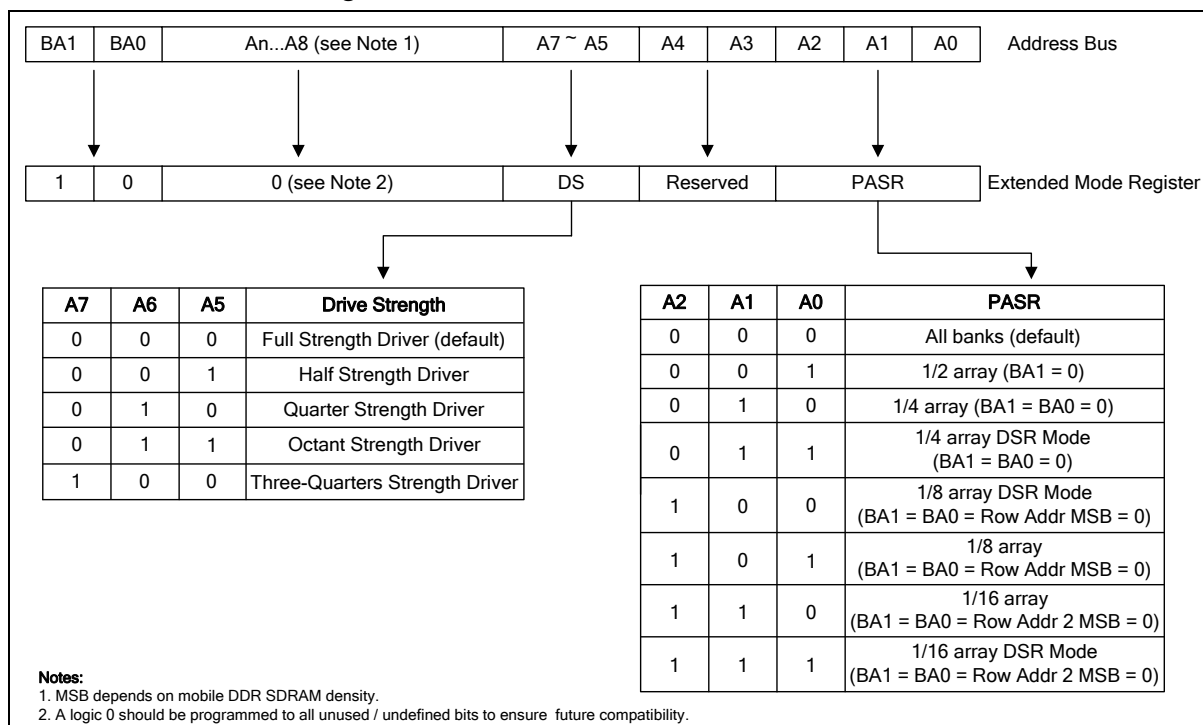 BA1 BA0 An...A8 (see Note 1) A7 ~ A5 A4 A3 A2 A1 A0 Address Bus
1 0 0 (see Note 2) DS Reserved PASR Extended Mode Register
A7 A6 A5 Drive Strength
0 0 0 Full Strength Driver (default)
0 0 1 Half Strength Driver
0 1 0 Quarter Strength Driver
0 1 1 Octant Strength Driver
1 0 0 Three-Quarters Strength Driver
A2 A1 A0 PASR
0 0 0 All banks (default)
0 0 1 1/2 array (BA1 = 0)
0 1 0 1/4 array (BA1 = BA0 = 0)
0 1 1 1/4 array DSR Mode
(BA1 = BA0 = 0)
1 0 0 1/8 array DSR Mode
(BA1 = BA0 = Row Addr MSB = 0)
1 0 1 1/8 array
(BA1 = BA0 = Row Addr MSB = 0)
1 1 0 1/16 array
(BA1 = BA0 = Row Addr 2 MSB = 0)
1 1 1 1/16 array DSR Mode
(BA1 = BA0 = Row Addr 2 MSB = 0)
Notes:
1. MSB depends on mobile DDR SDRAM density.
2. A logic 0 should be programmed to all unused / undefined bits to ensure future compatibility.